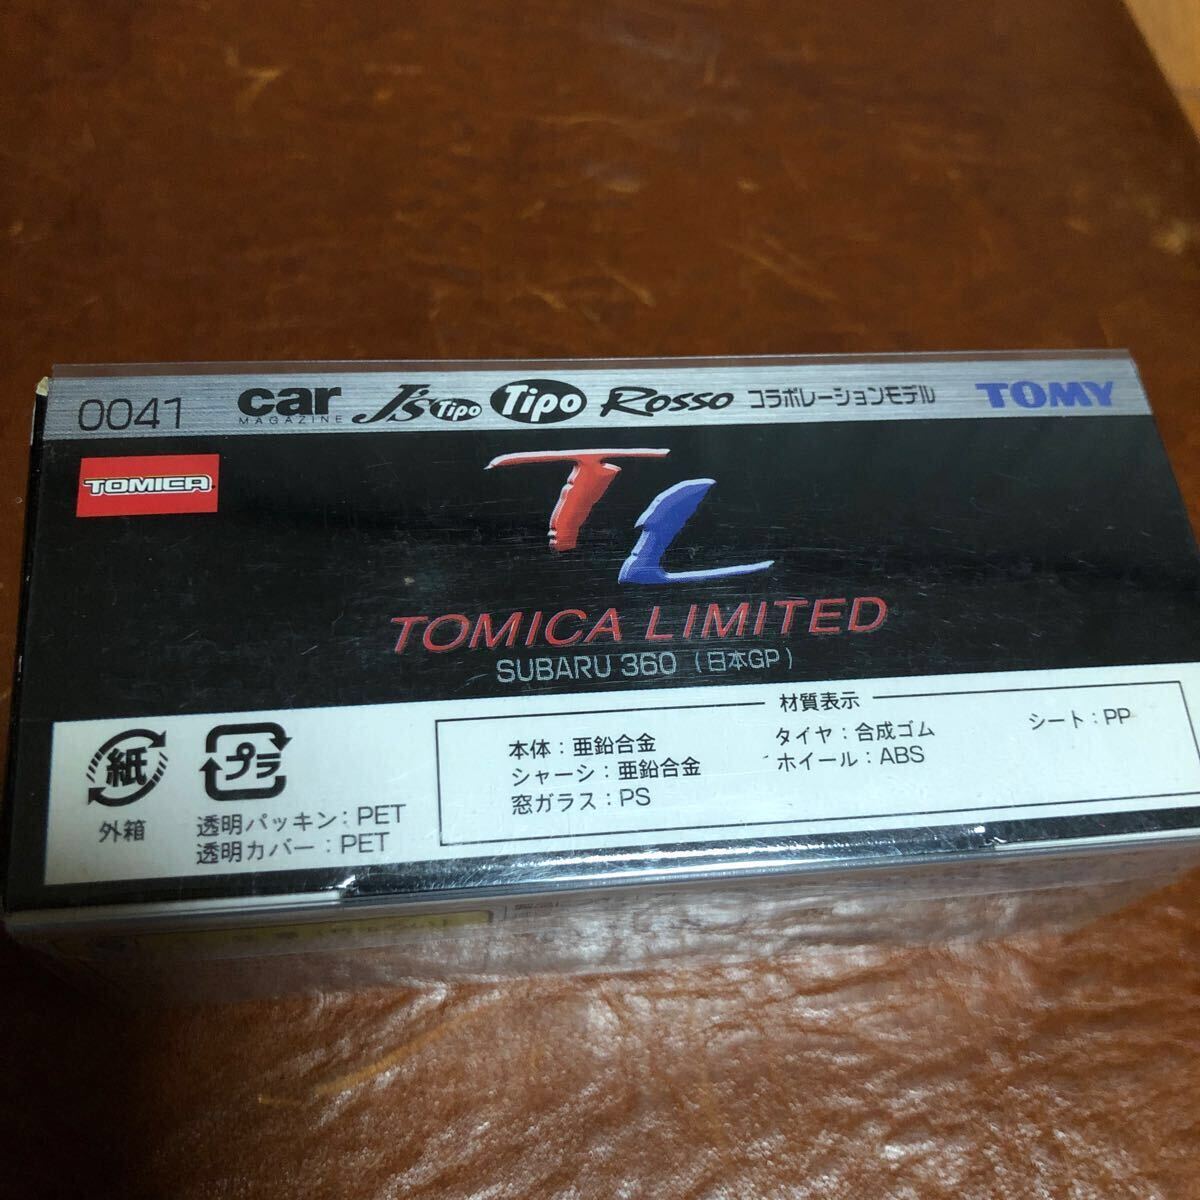 0041 car MAGAZINE J's Tipo Tipo Rosso コラボレーションモデル TOMY
TOMICA
TL
TOMICA LIMITED
SUBARU 360 (日本GP)
材質表示
本体：亜鉛合金 タイヤ：合成ゴム シート：PP
シャーシ：亜鉛合金 ホイール：ABS
窓ガラス：PS
紙 プラ
外箱 透明パッキン：PET
透明カバー：PET